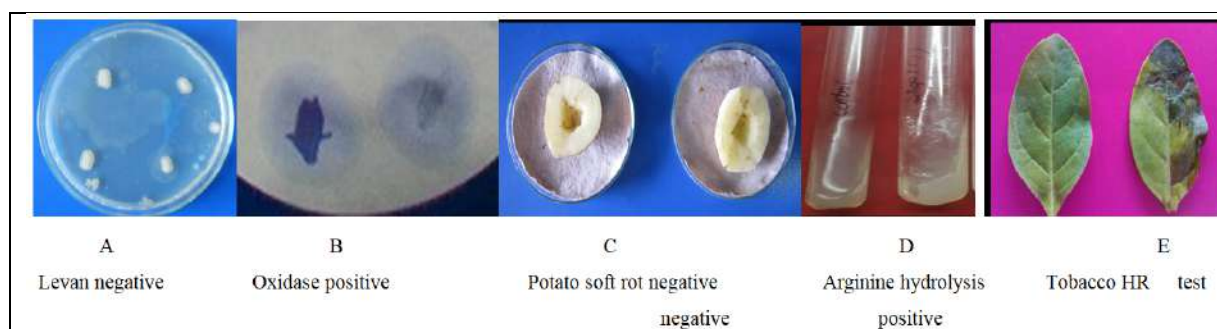 A B C D E
Levan negative Oxidase positive Potato soft rot negative Arginine hydrolysis Tobacco HR test
negative positive